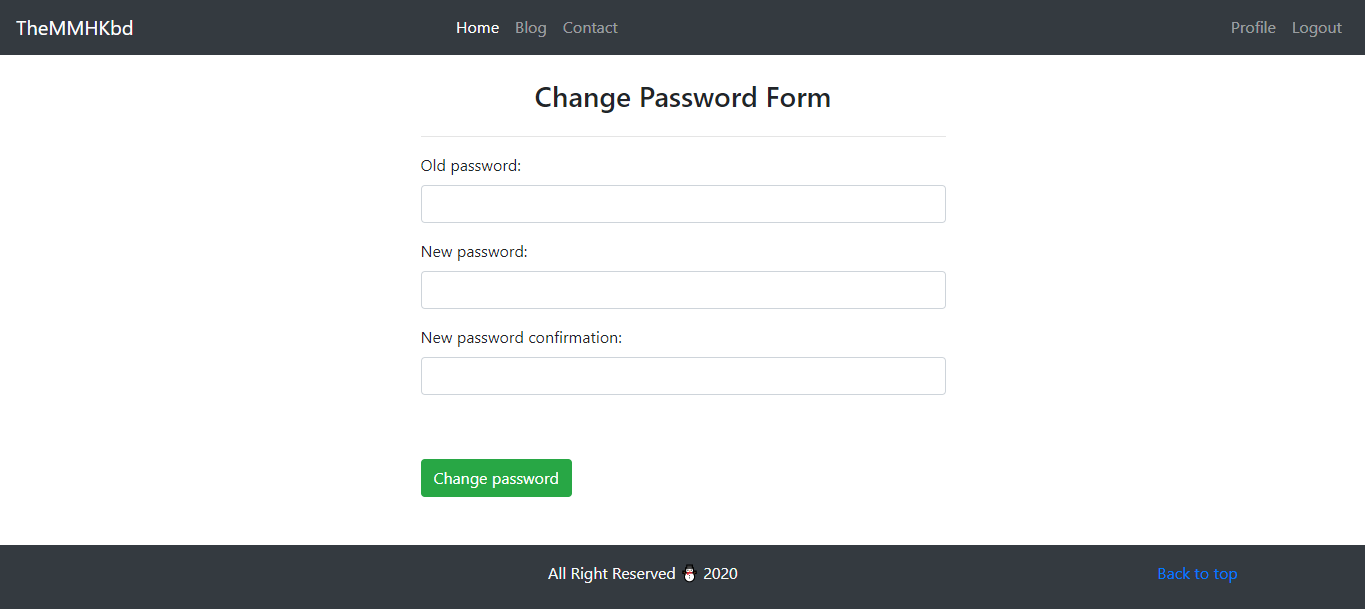 TheMMHKbd Home Blog Contact Profile Logout
Change Password Form
Old password:
New password:
New password confirmation:
Change password
All Right Reserved ⛄ 2020 Back to top